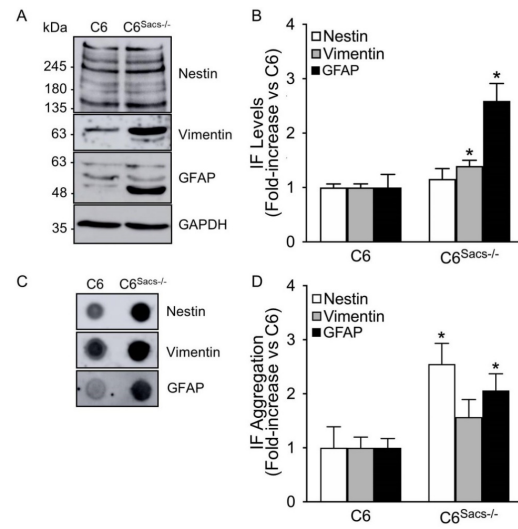 A
kDa C6 C6Sacs-/-
245
180
135
Nestin
63
Vimentin
63
48
GFAP
35
GAPDH
B
Nestin
Vimentin
GFAP
IF Levels
(Fold-increase vs C6)
4
3
2
1
0
*
*
C6 C6Sacs-/-
C
C6 C6Sacs-/-
Nestin
Vimentin
GFAP
D
Nestin
Vimentin
GFAP
IF Aggregation
(Fold-increase vs C6)
4
3
2
1
0
*
*
C6 C6Sacs-/-